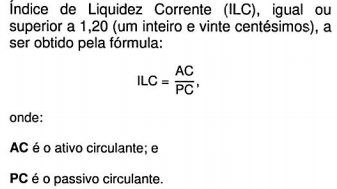 Índice de Liquidez Corrente (ILC), igual ou
superior a 1,20 (um inteiro e vinte centésimos), a
ser obtido pela fórmula:
ILC = AC/PC,
onde:
AC é o ativo circulante; e
PC é o passivo circulante.